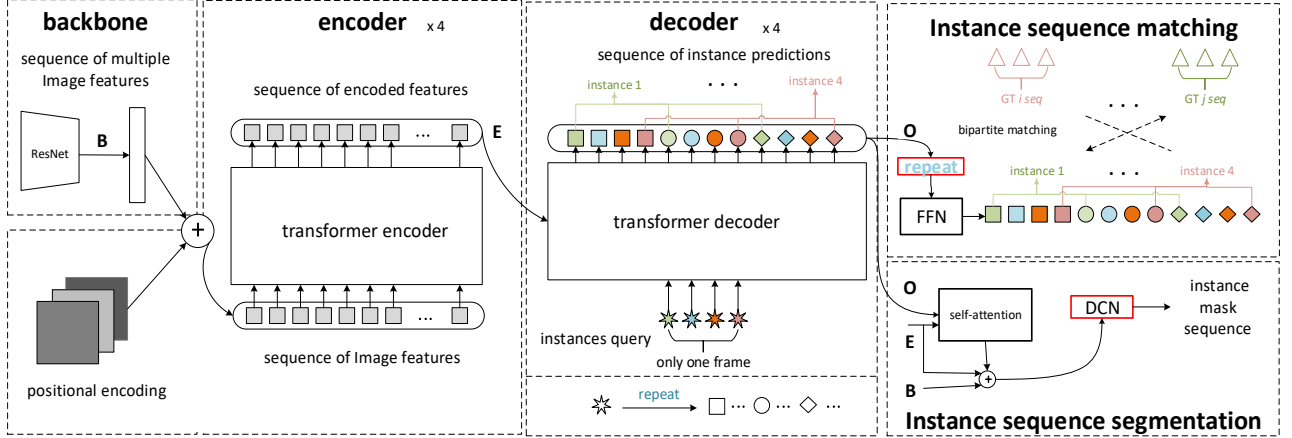 backbone
sequence of multiple
Image features
ResNet
B
+
positional encoding
encoder x 4
sequence of encoded features
...
E
transformer encoder
...
sequence of Image features
decoder x 4
sequence of instance predictions
instance 1
. . .
instance 4
transformer decoder
instances query
only one frame
repeat
... ... ...
Instance sequence matching
GT i seq
GT j seq
. . .
bipartite matching
O
repeat
FFN
instance 1
. . .
instance 4
O
self-attention
E
B
+
DCN
instance
mask
sequence
Instance sequence segmentation